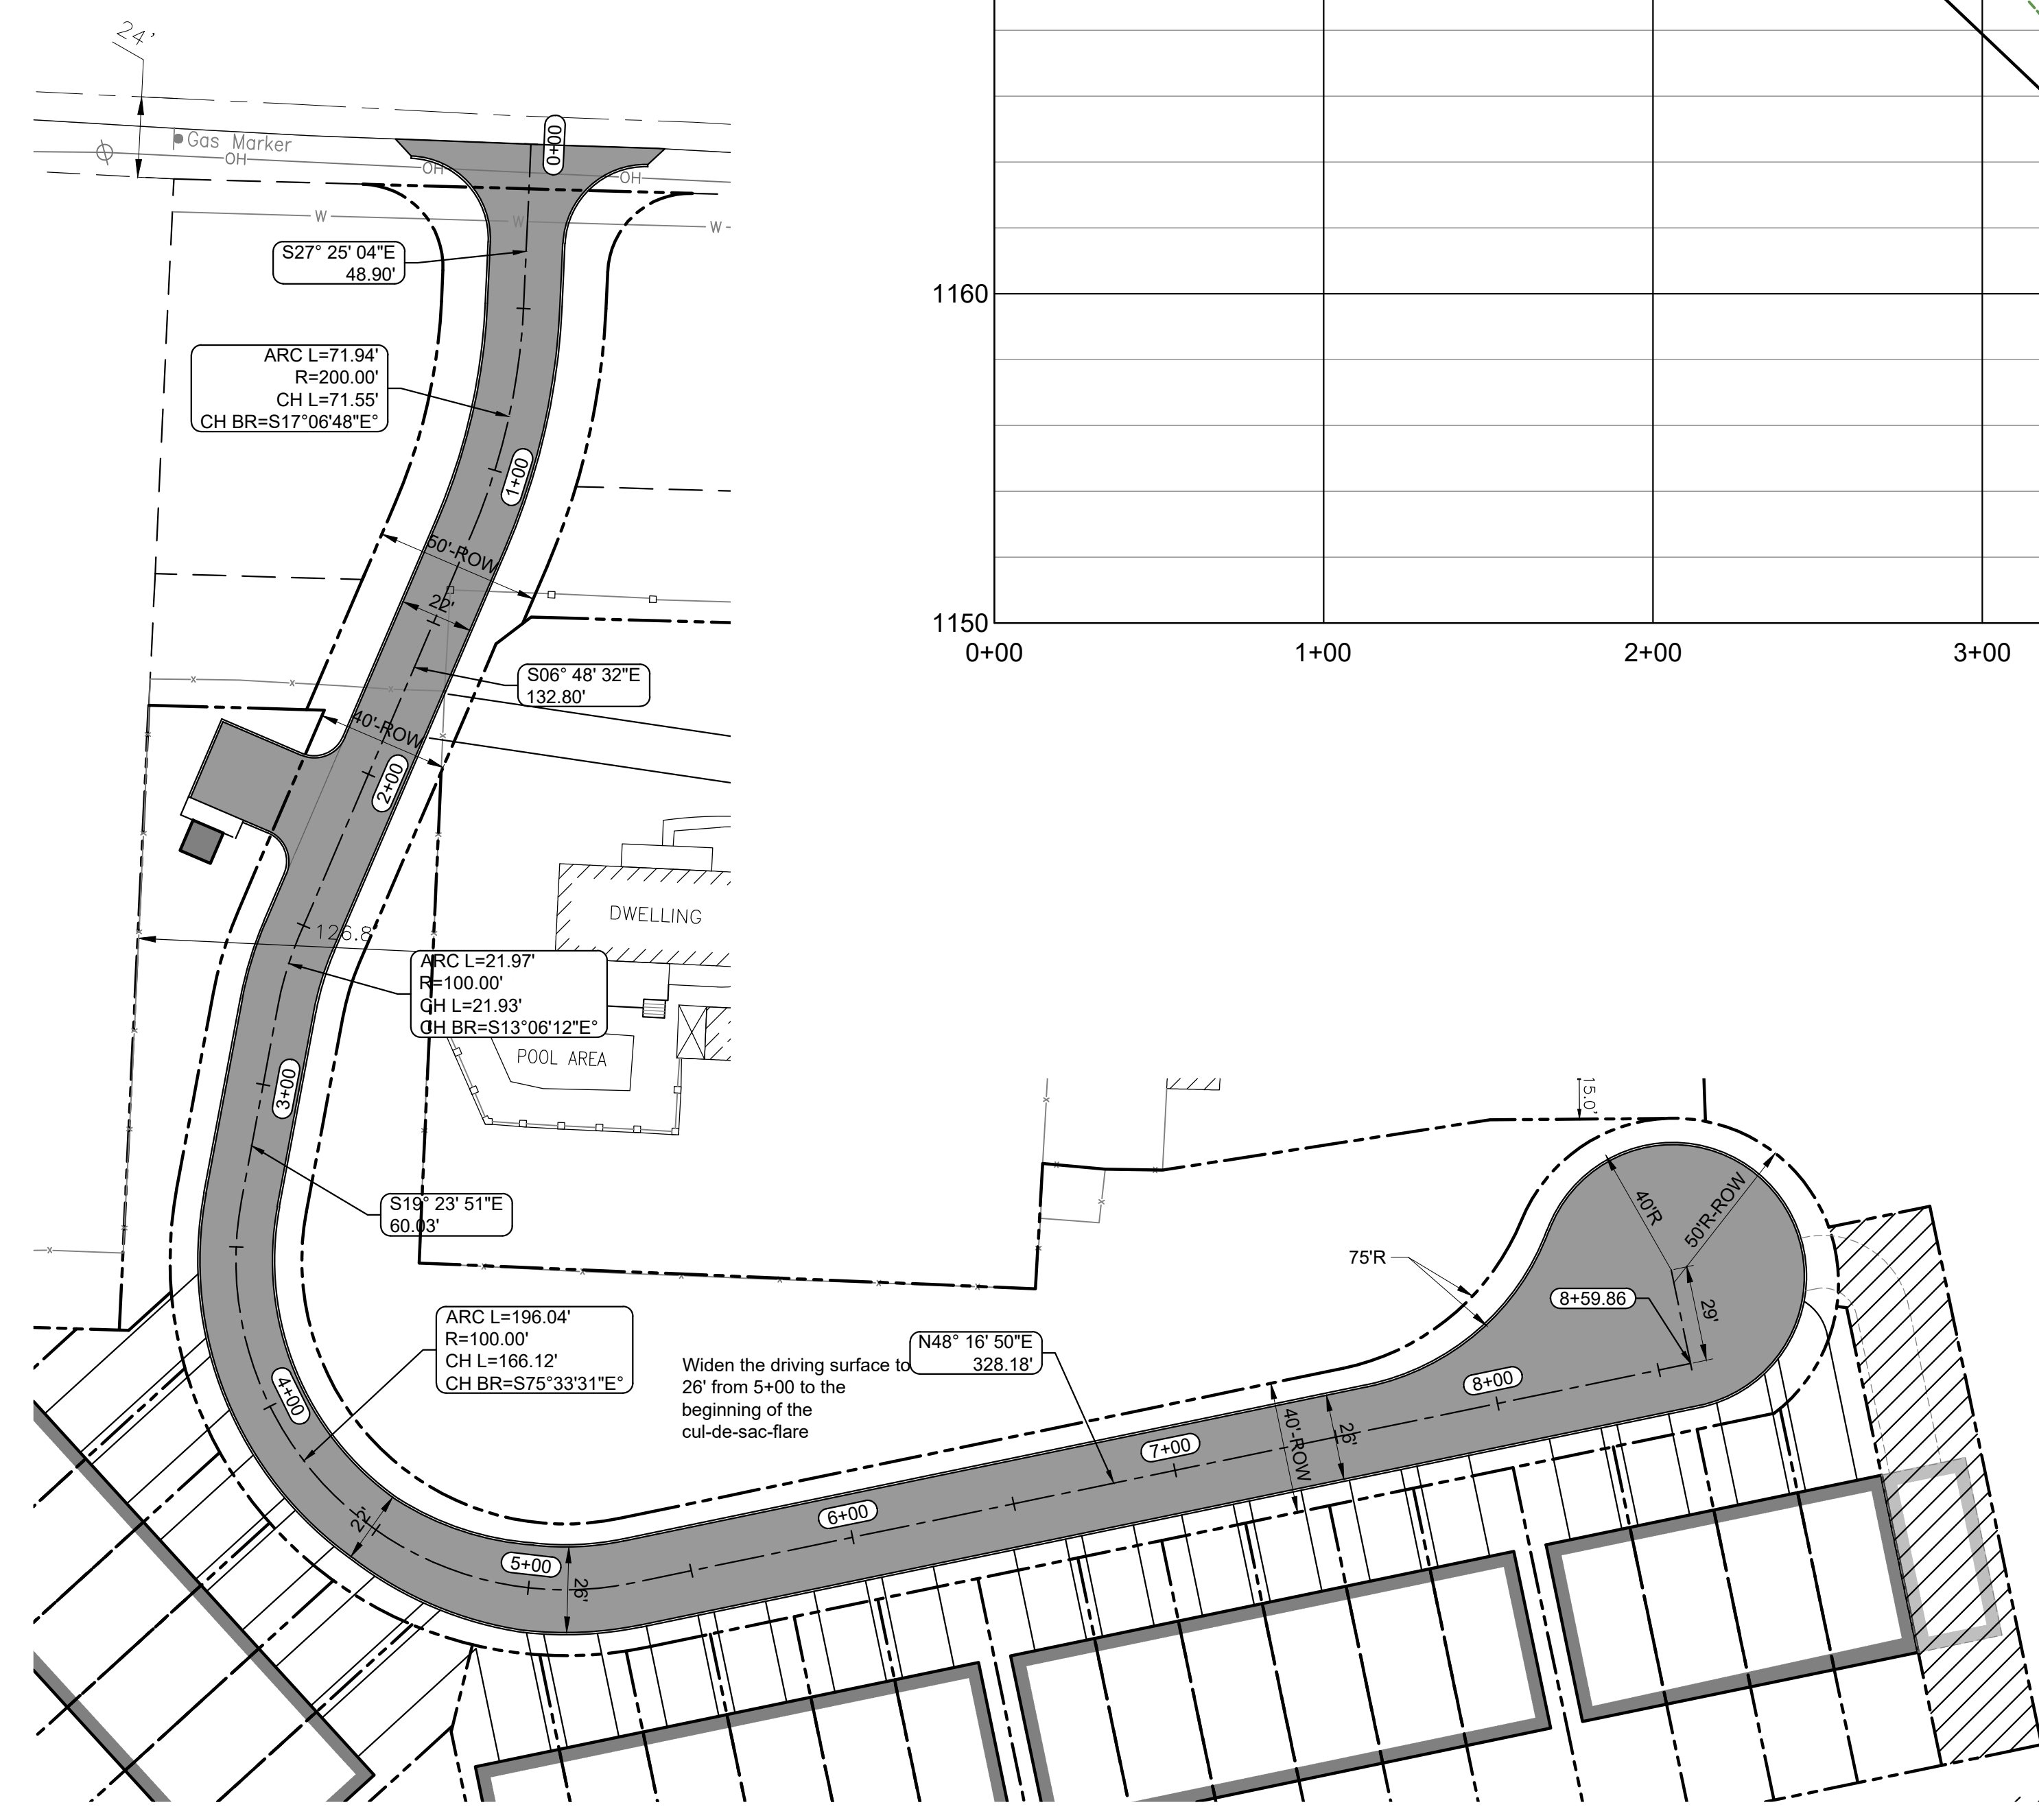 24'
0+00
Gas Marker
OH
OH
OH
W
W
W
S27° 25' 04"E
48.90'
ARC L=71.94'
R=200.00'
CH L=71.55'
CH BR=S17°06'48"E°
1+00
50'-ROW
22'
S06° 48' 32"E
132.80'
40'-ROW
2+00
DWELLING
126.8
ARC L=21.97'
R=100.00'
CH L=21.93'
CH BR=S13°06'12"E°
POOL AREA
3+00
S19° 23' 51"E
60.03'
ARC L=196.04'
R=100.00'
CH L=166.12'
CH BR=S75°33'31"E°
4+00
22'
5+00
26'
Widen the driving surface to
26' from 5+00 to the
beginning of the
cul-de-sac-flare
N48° 16' 50"E
328.18'
6+00
7+00
40'-ROW
26'
8+00
75'R
8+59.86
40'R
50'R-ROW
29'
15.0'
1160
1150
0+00
1+00
2+00
3+00